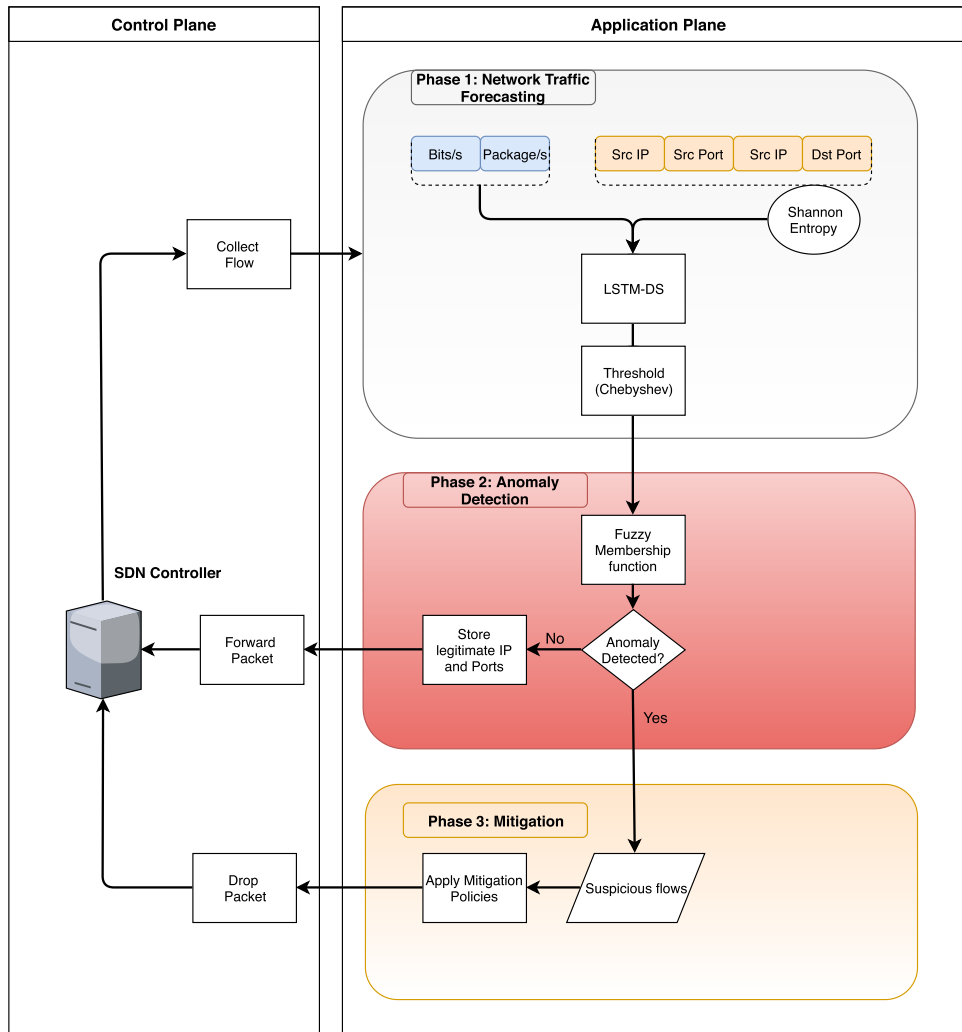 Control Plane
Application Plane
Phase 1: Network Traffic
Forecasting
Bits/s
Package/s
Src IP
Src Port
Src IP
Dst Port
Shannon
Entropy
Collect
Flow
LSTM-DS
Threshold
(Chebyshev)
Phase 2: Anomaly
Detection
Fuzzy
Membership
function
SDN Controller
Forward
Packet
Store
legitimate IP
and Ports
No
Anomaly
Detected?
Yes
Phase 3: Mitigation
Drop
Packet
Apply Mitigation
Policies
Suspicious flows